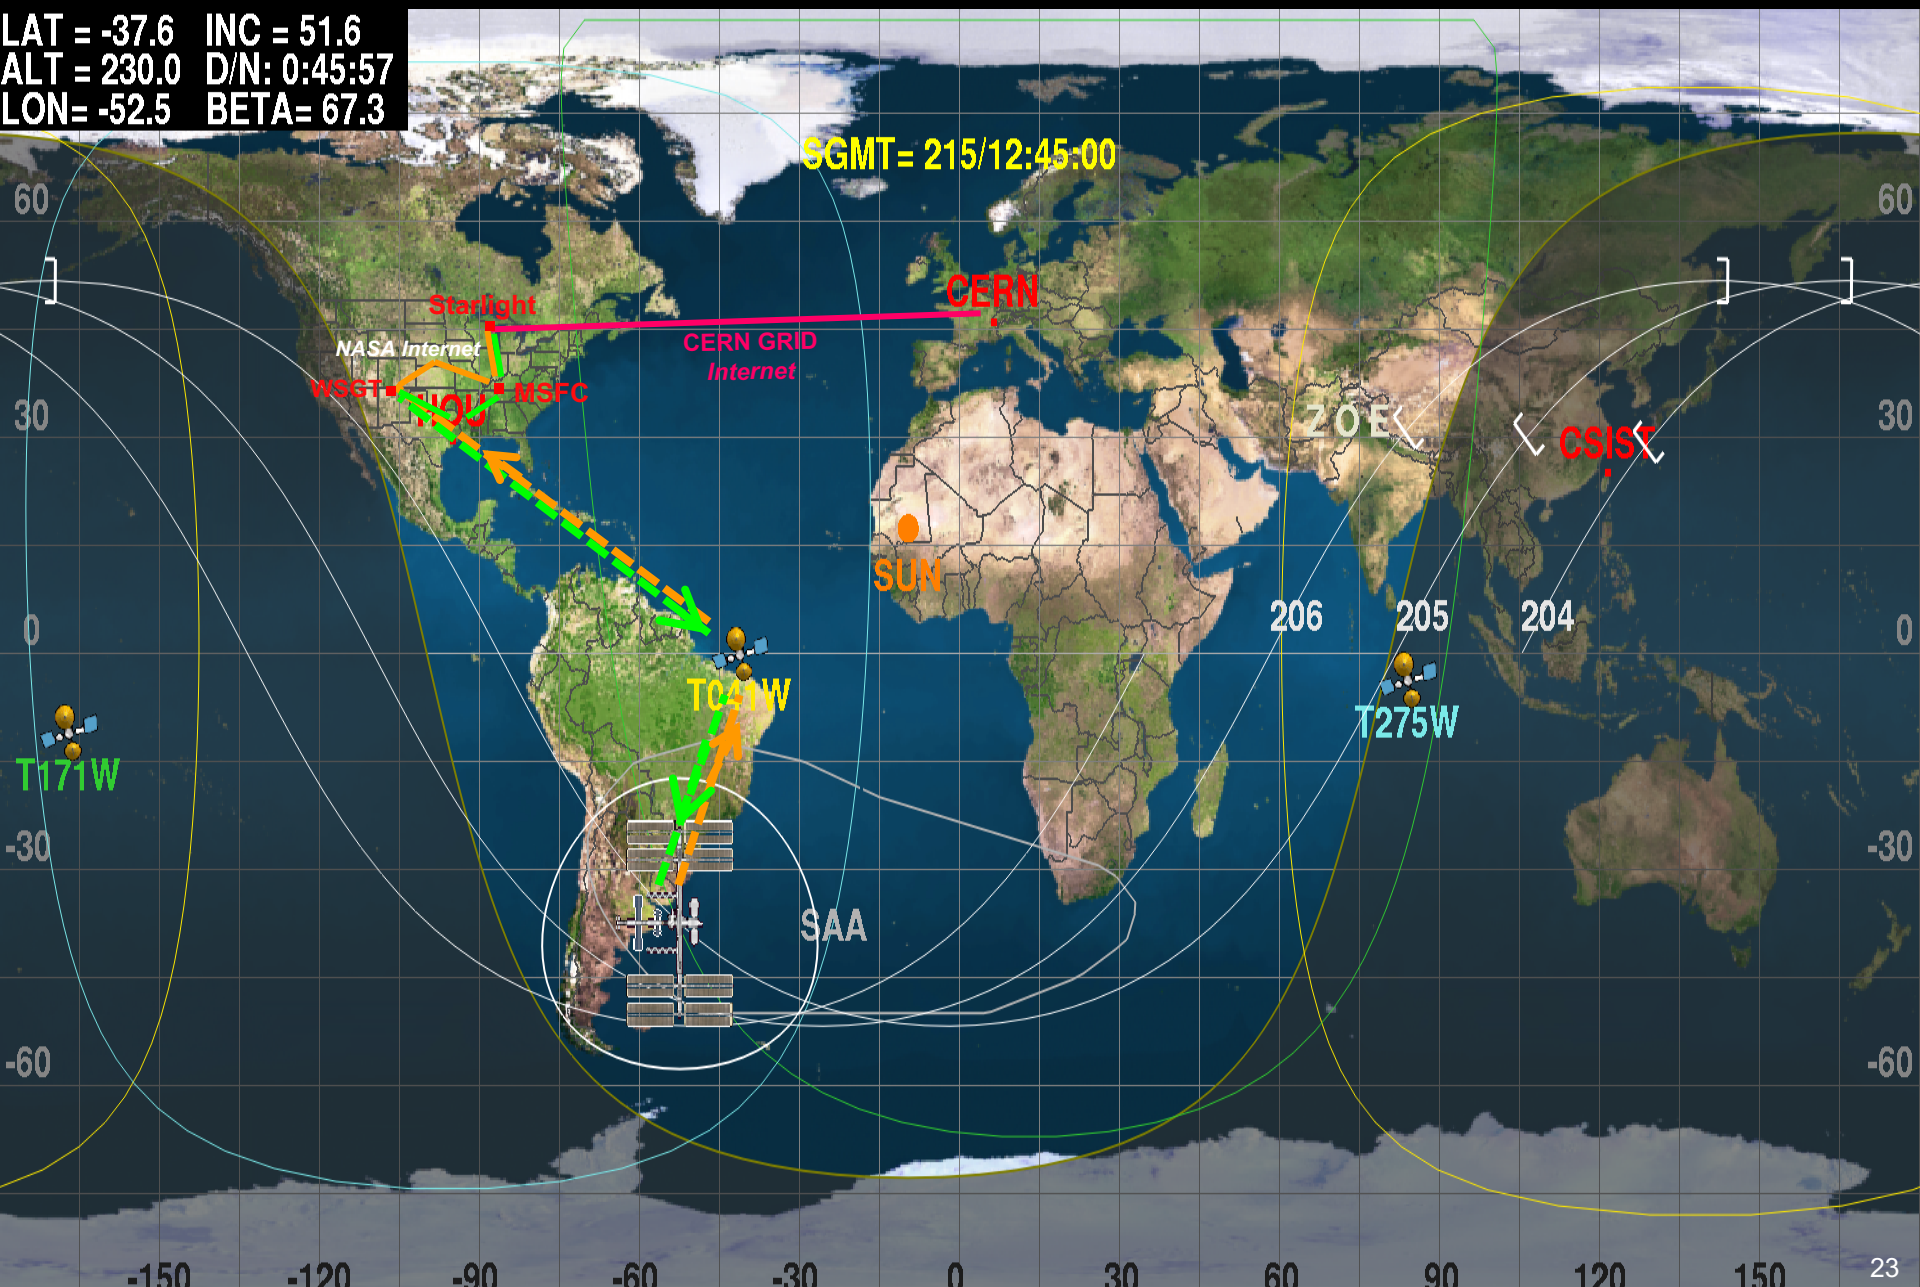 LAT = -37.6 INC = 51.6
ALT = 230.0 D/N: 0:45:57
LON= -52.5 BETA= 67.3
SGMT= 215/12:45:00
60 60
Starlight CERN
NASA Internet CERN GRID
Internet
WSGT HOU MSFC
30 ZOE 30
CSIST
SUN
0 206 205 204 0
T041W
T171W T275W
-30 -30
SAA
-60 -60
-150 -120 -90 -60 -30 0 30 60 90 120 150
23